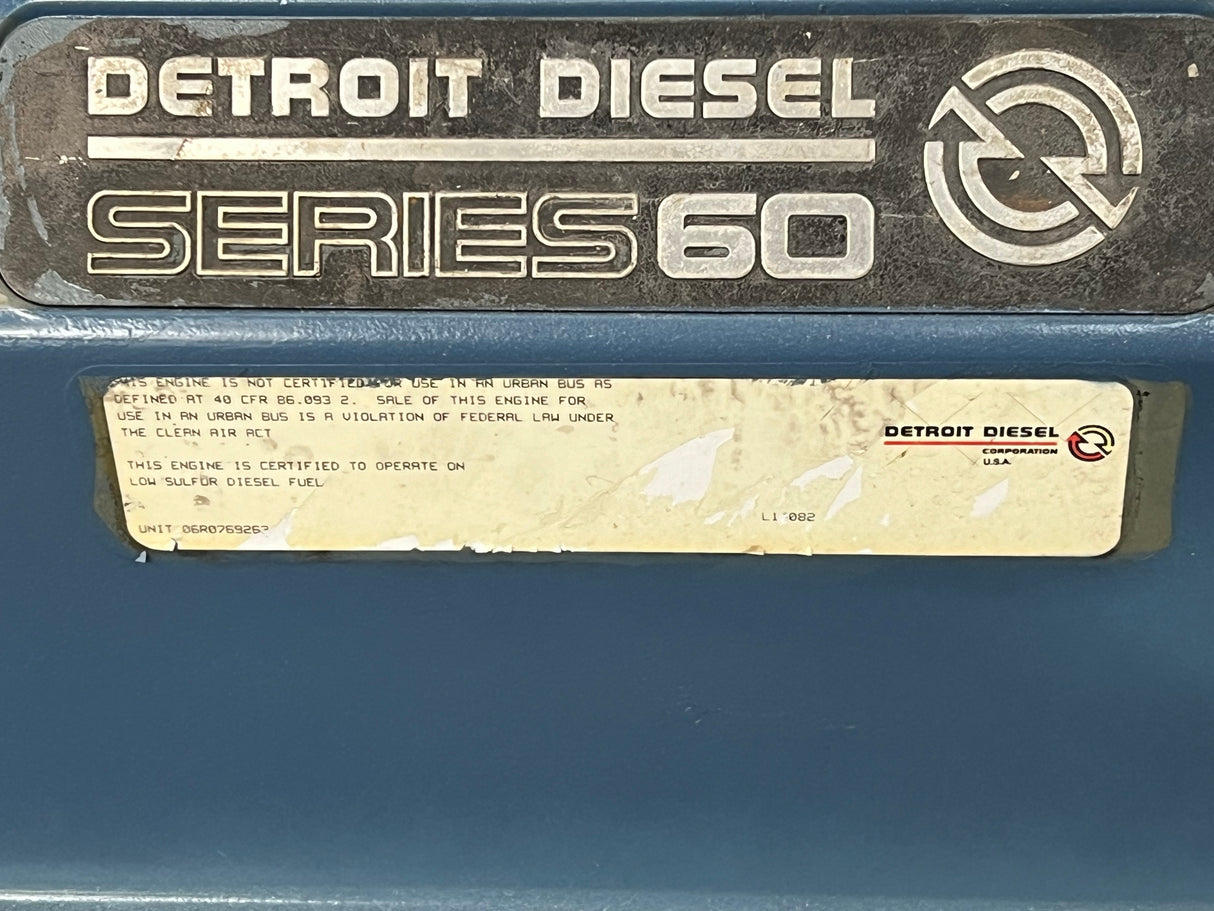 DETROIT DIESEL
SERIES 60
THIS ENGINE IS NOT CERTIFIED FOR USE IN AN URBAN BUS AS
DEFINED AT 40 CFR 86.093 2. SALE OF THIS ENGINE FOR
USE IN AN URBAN BUS IS A VIOLATION OF FEDERAL LAW UNDER
THE CLEAN AIR ACT
THIS ENGINE IS CERTIFIED TO OPERATE ON
LOW SULFUR DIESEL FUEL
UNIT 06R0769263
DETROIT DIESEL
CORPORATION
U.S.A.